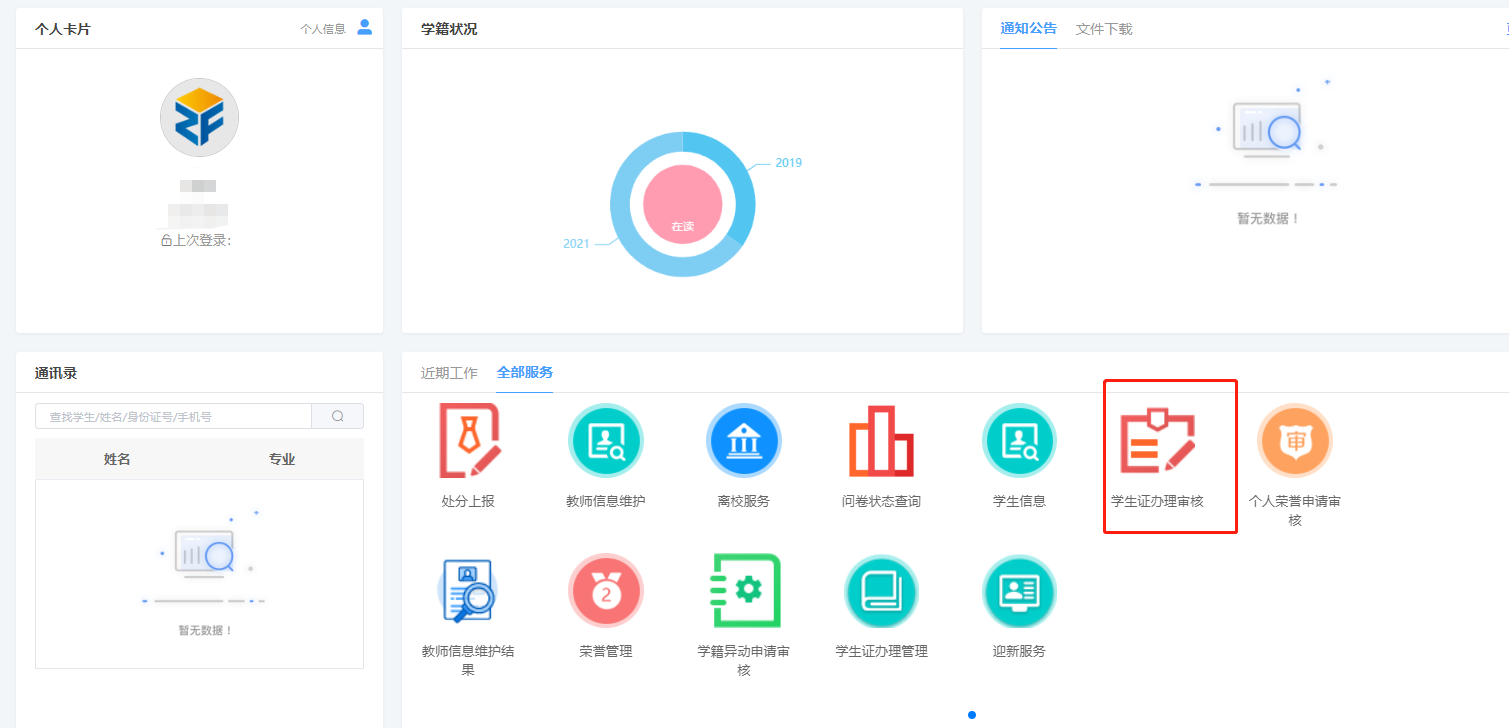 个人卡片
个人信息
上次登录:
学籍状况
2019
2021
在读
通知公告 文件下载
暂无数据！
通讯录
查找学生/姓名/身份证号/手机号
姓名 专业
暂无数据！
近期工作 全部服务
处分上报
教师信息维护
离校服务
问卷状态查询
学生信息
学生证办理审核
审
个人荣誉申请审
核
教师信息维护结
果
2
荣誉管理
学籍异动申请审
核
学生证办理管理
迎新服务